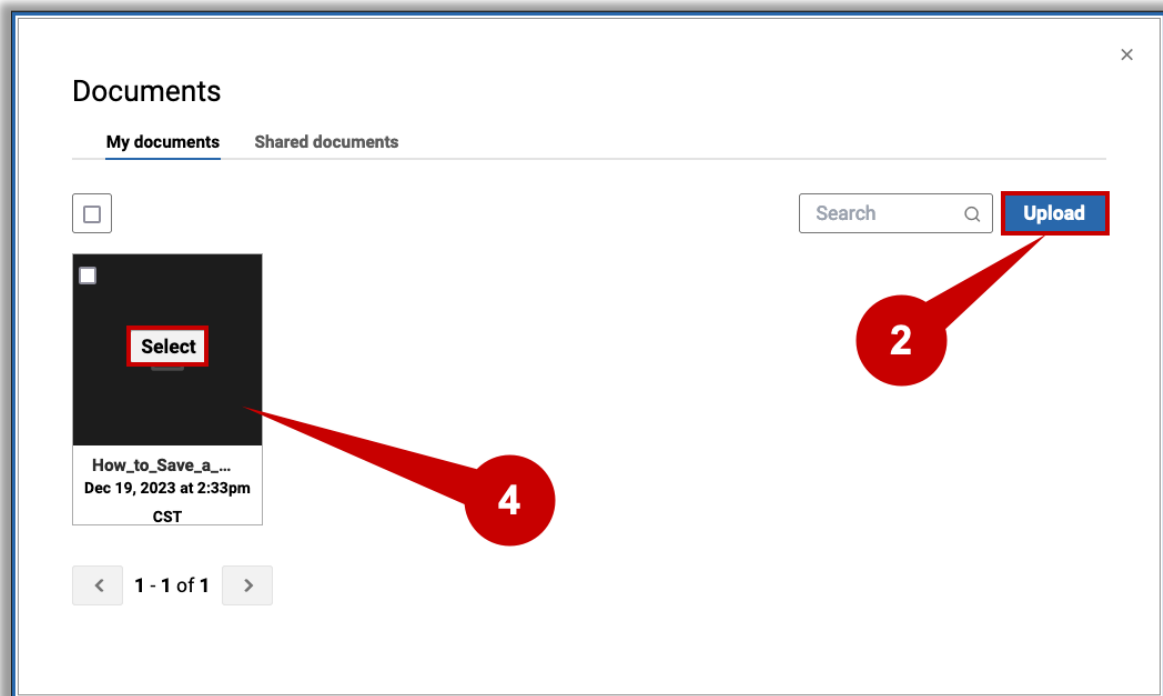 Documents
My documents Shared documents
Search Upload
2
Select
How_to_Save_a_...
Dec 19, 2023 at 2:33pm
CST
4
1 - 1 of 1